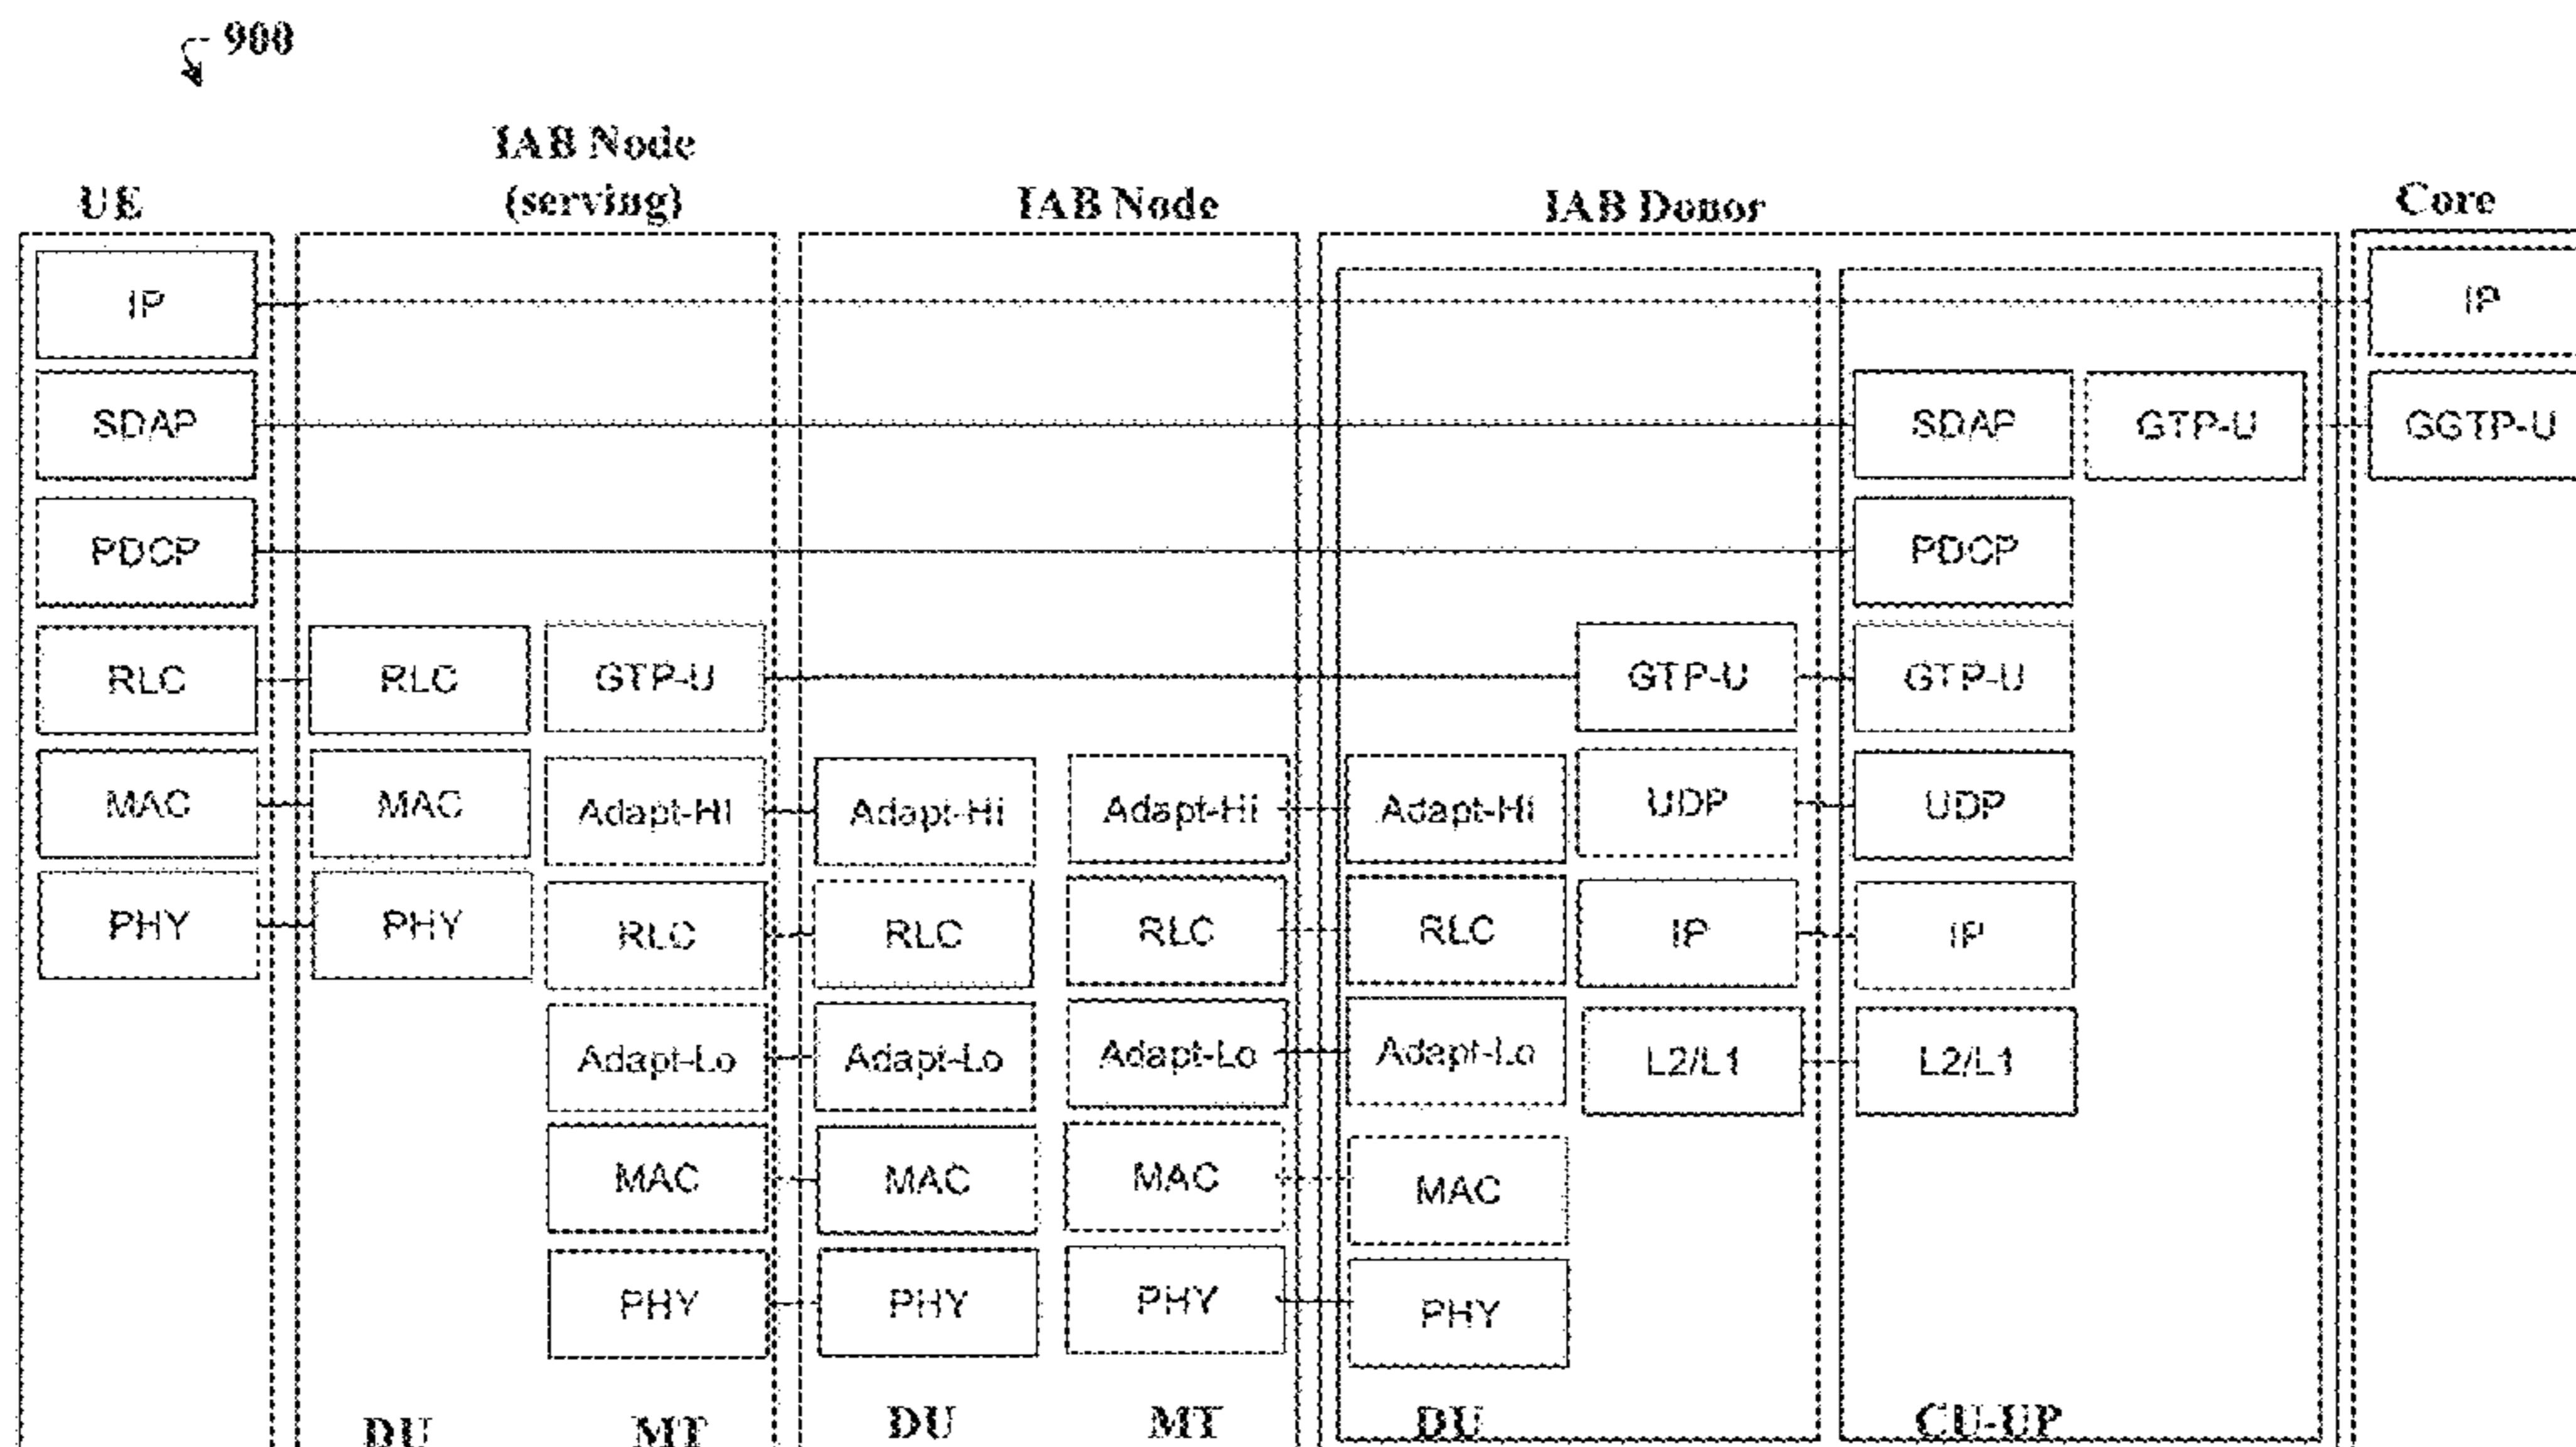 900
IAB Node
(serving)
UE
IAB Node
IAB Donor
Core
IP
IP
SDAP
SDAP
GTP-U
GGTP-U
PDCP
PDCP
RLC
RLC
GTP-U
GTP-U
GTP-U
MAC
MAC
Adapt-Hi
Adapt-Hi
Adapt-Hi
Adapt-Hi
UDP
UDP
PHY
PHY
RLC
RLC
RLC
RLC
IP
IP
Adapt-Lo
Adapt-Lo
Adapt-Lo
Adapt-Lo
L2/L1
L2/L1
MAC
MAC
MAC
MAC
PHY
PHY
PHY
PHY
DU
MT
DU
MT
DU
CU-UP